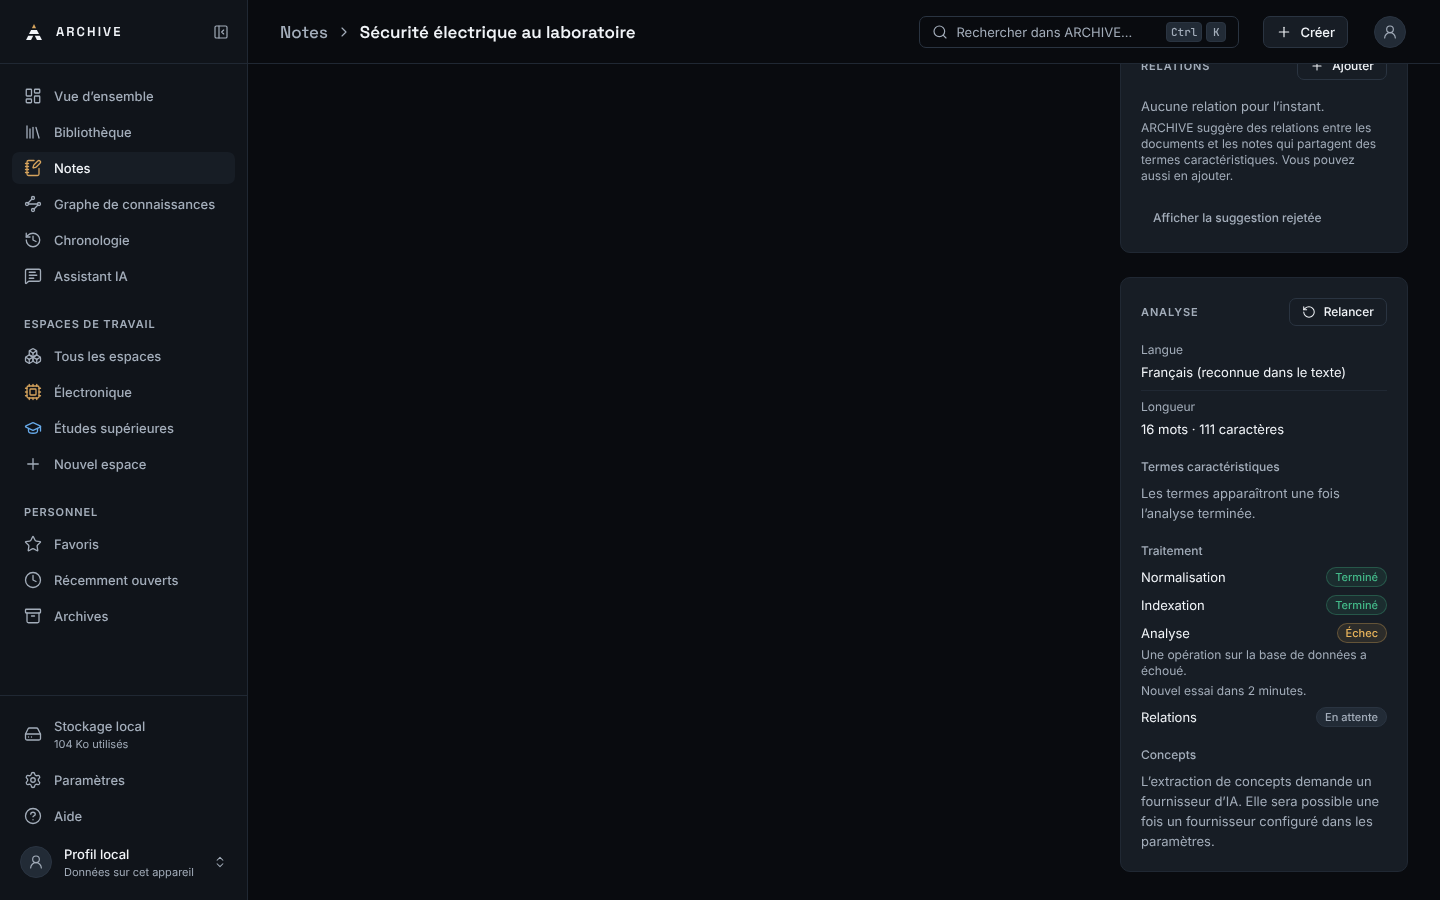 ARCHIVE
Notes > Sécurité électrique au laboratoire
Rechercher dans ARCHIVE... Ctrl K
Créer
Vue d’ensemble
Bibliothèque
Notes
Graphe de connaissances
Chronologie
Assistant IA
ESPACES DE TRAVAIL
Tous les espaces
Électronique
Études supérieures
Nouvel espace
PERSONNEL
Favoris
Récemment ouverts
Archives
Stockage local
104 Ko utilisés
Paramètres
Aide
Profil local
Données sur cet appareil
RELATIONS
Ajouter
Aucune relation pour l’instant.
ARCHIVE suggère des relations entre les
documents et les notes qui partagent des
termes caractéristiques. Vous pouvez
aussi en ajouter.
Afficher la suggestion rejetée
ANALYSE
Relancer
Langue
Français (reconnue dans le texte)
Longueur
16 mots · 111 caractères
Termes caractéristiques
Les termes apparaîtront une fois
l’analyse terminée.
Traitement
Normalisation Terminé
Indexation Terminé
Analyse Échec
Une opération sur la base de données a
échoué.
Nouvel essai dans 2 minutes.
Relations En attente
Concepts
L’extraction de concepts demande un
fournisseur d’IA. Elle sera possible une
fois un fournisseur configuré dans les
paramètres.